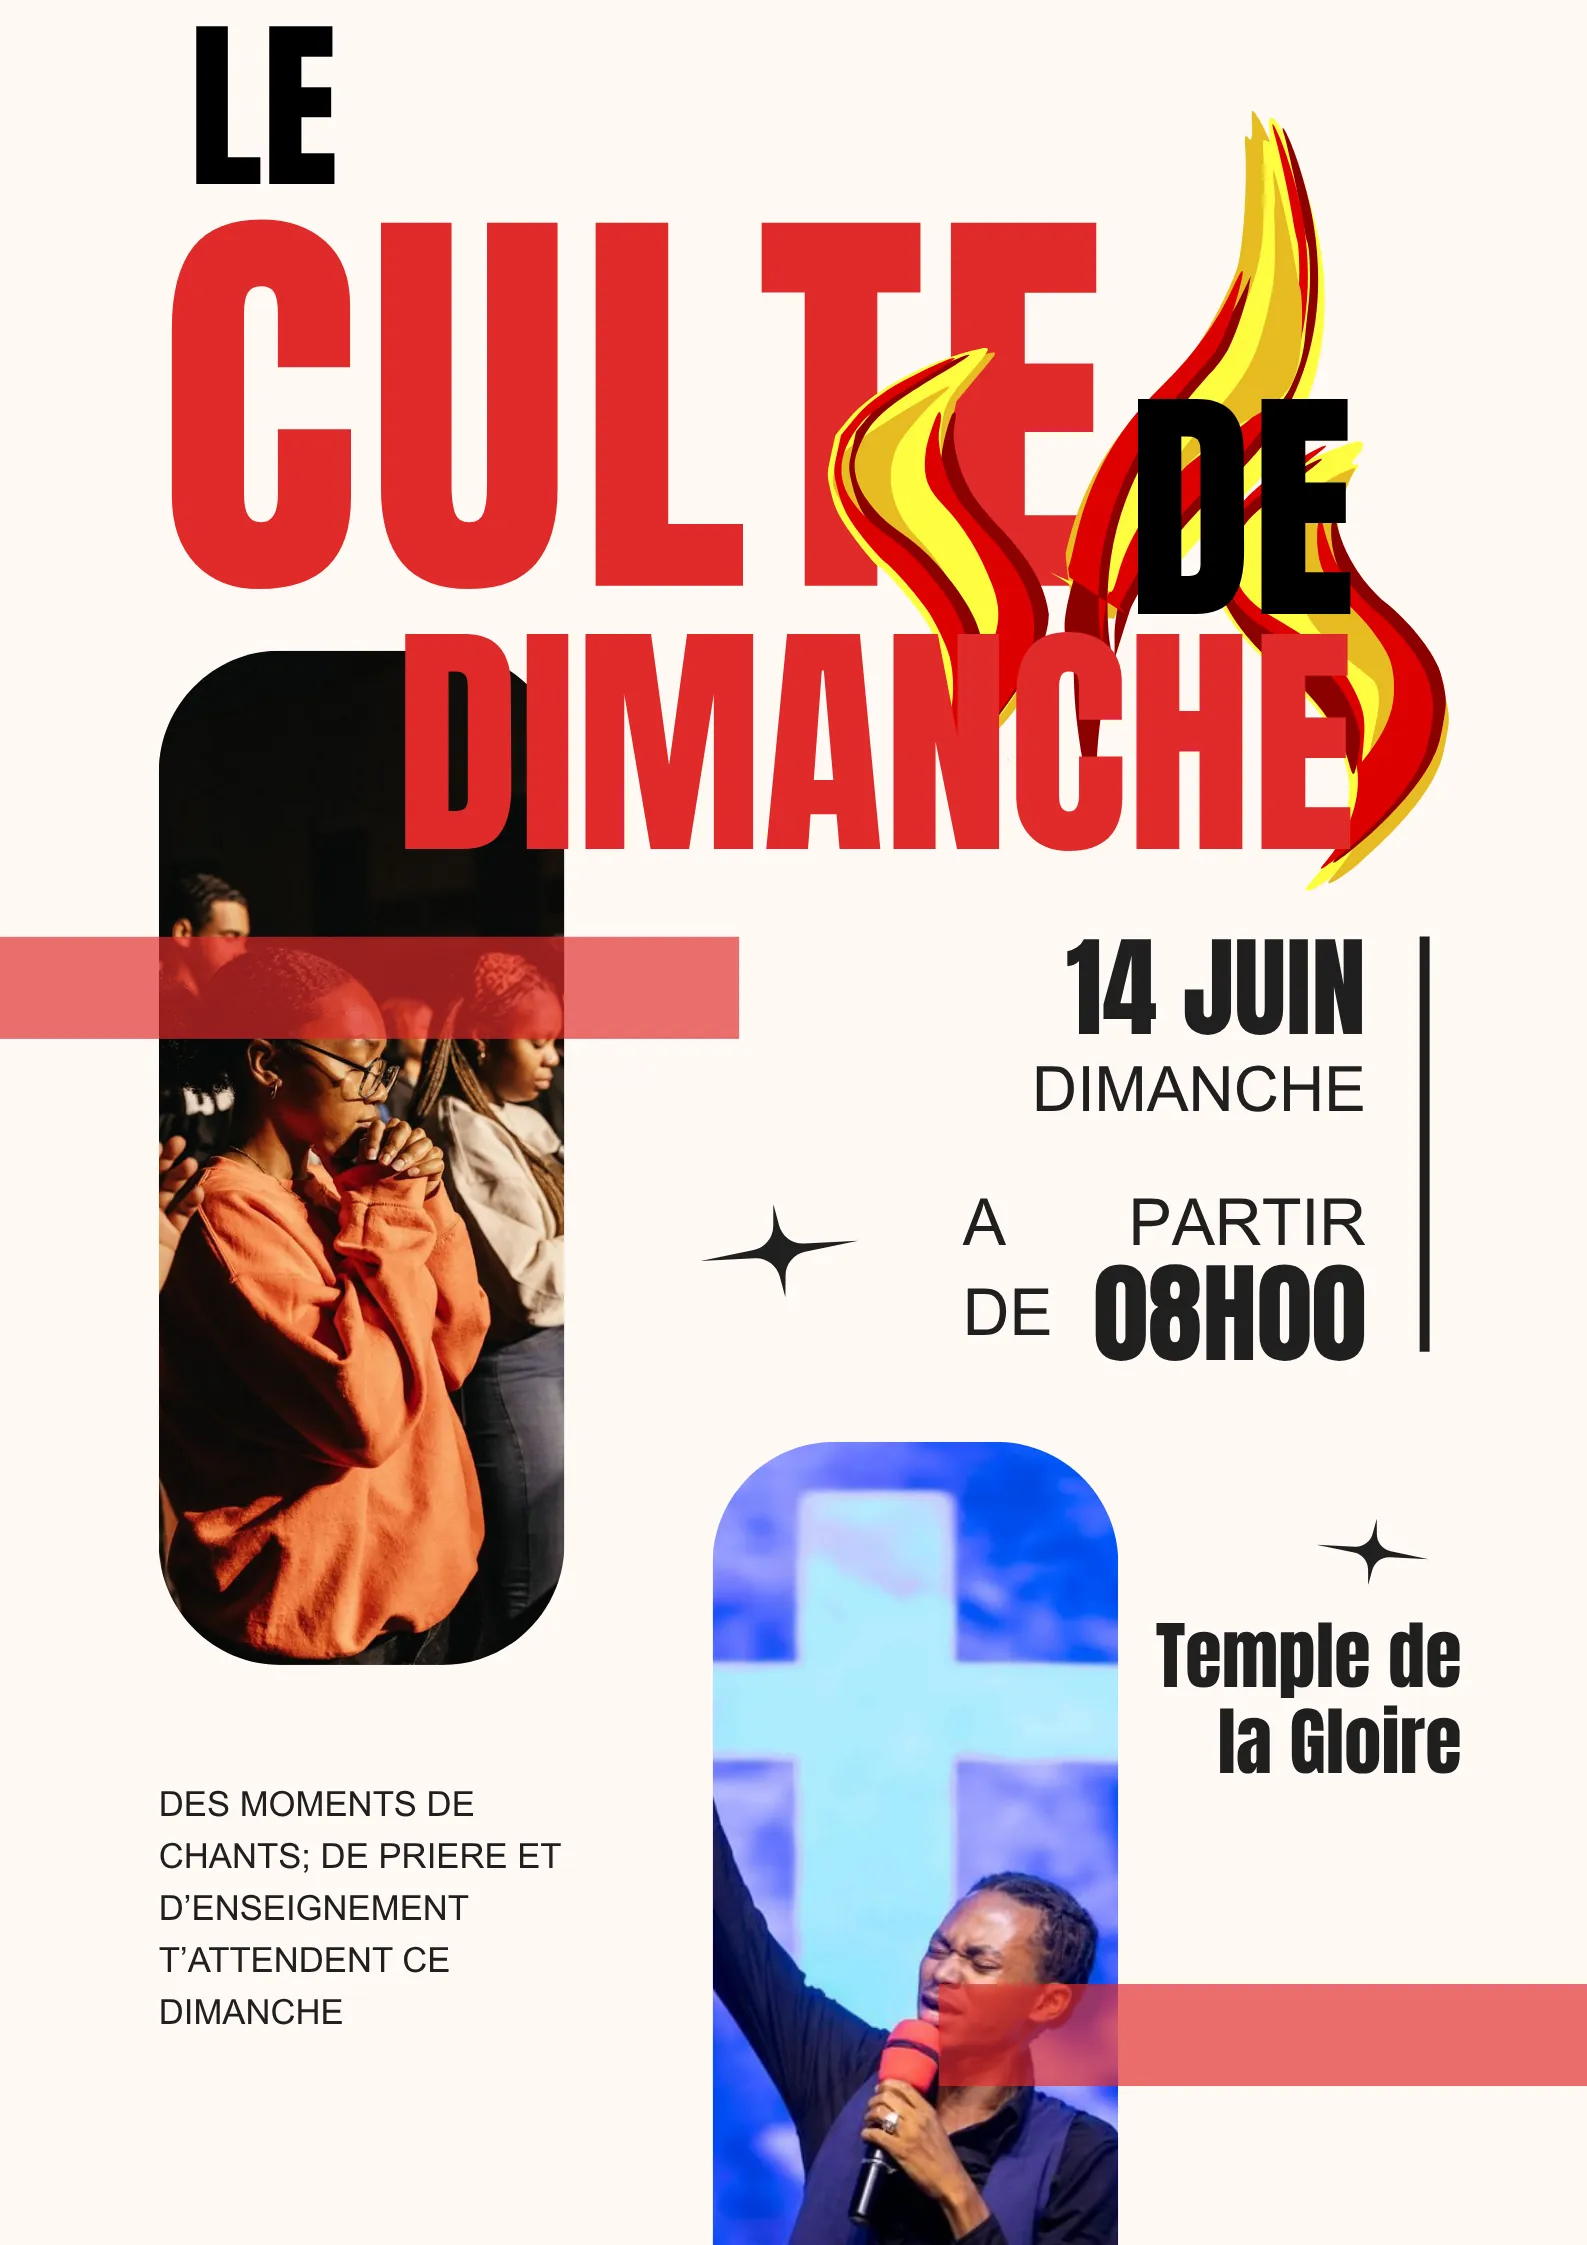 LE
CULTE
DE
DIMANCHE
14 JUIN
DIMANCHE
A PARTIR
DE 08H00
Temple de
la Gloire
DES MOMENTS DE
CHANTS; DE PRIERE ET
D’ENSEIGNEMENT
T’ATTENDENT CE
DIMANCHE